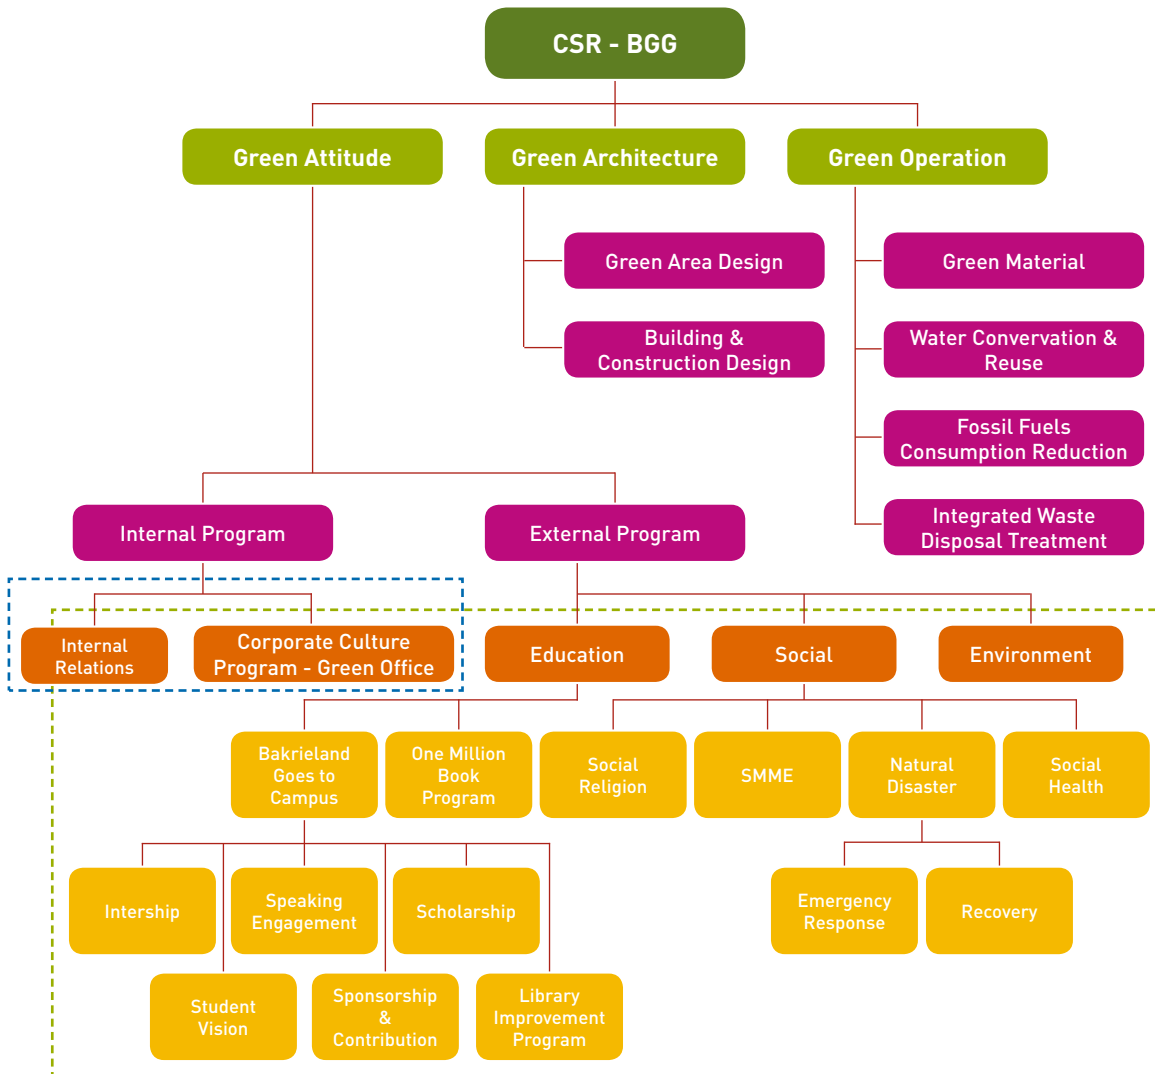 CSR - BGG
Green Attitude
Green Architecture
Green Operation
Green Area Design
Green Material
Building &
Construction Design
Water Convervation &
Reuse
Fossil Fuels
Consumption Reduction
Integrated Waste
Disposal Treatment
Internal Program
External Program
Internal
Relations
Corporate Culture
Program - Green Office
Education
Social
Environment
Bakrieland
Goes to
Campus
One Million
Book
Program
Social
Religion
SMME
Natural
Disaster
Social
Health
Intership
Speaking
Engagement
Scholarship
Emergency
Response
Recovery
Student
Vision
Sponsorship
&
Contribution
Library
Improvement
Program